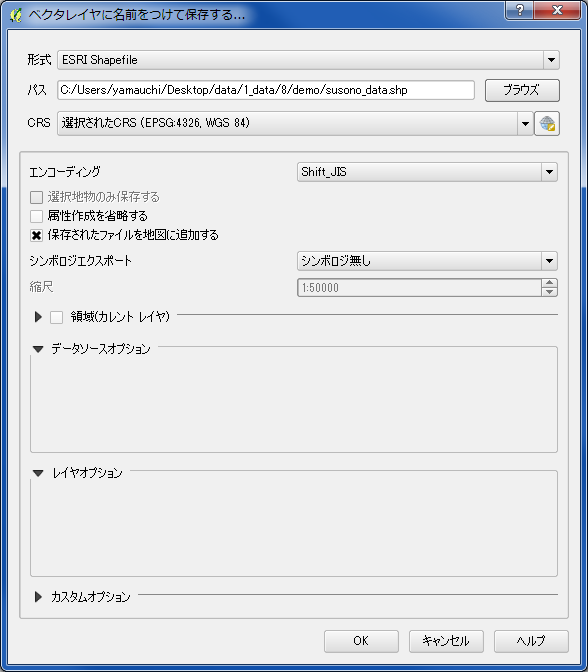 ベクタレイヤに名前をつけて保存する...
形式 ESRI Shapefile
パス C:/Users/yamauchi/Desktop/data/1_data/8/demo/susono_data.shp ブラウズ
CRS 選択されたCRS (EPSG:4326, WGS 84)
エンコーディング Shift_JIS
選択地物のみ保存する
属性作成を省略する
保存されたファイルを地図に追加する
シンボロジエクスポート シンボロジ無し
縮尺 1:50000
領域(カレント レイヤ)
データソースオプション
レイヤオプション
カスタムオプション
OK キャンセル ヘルプ